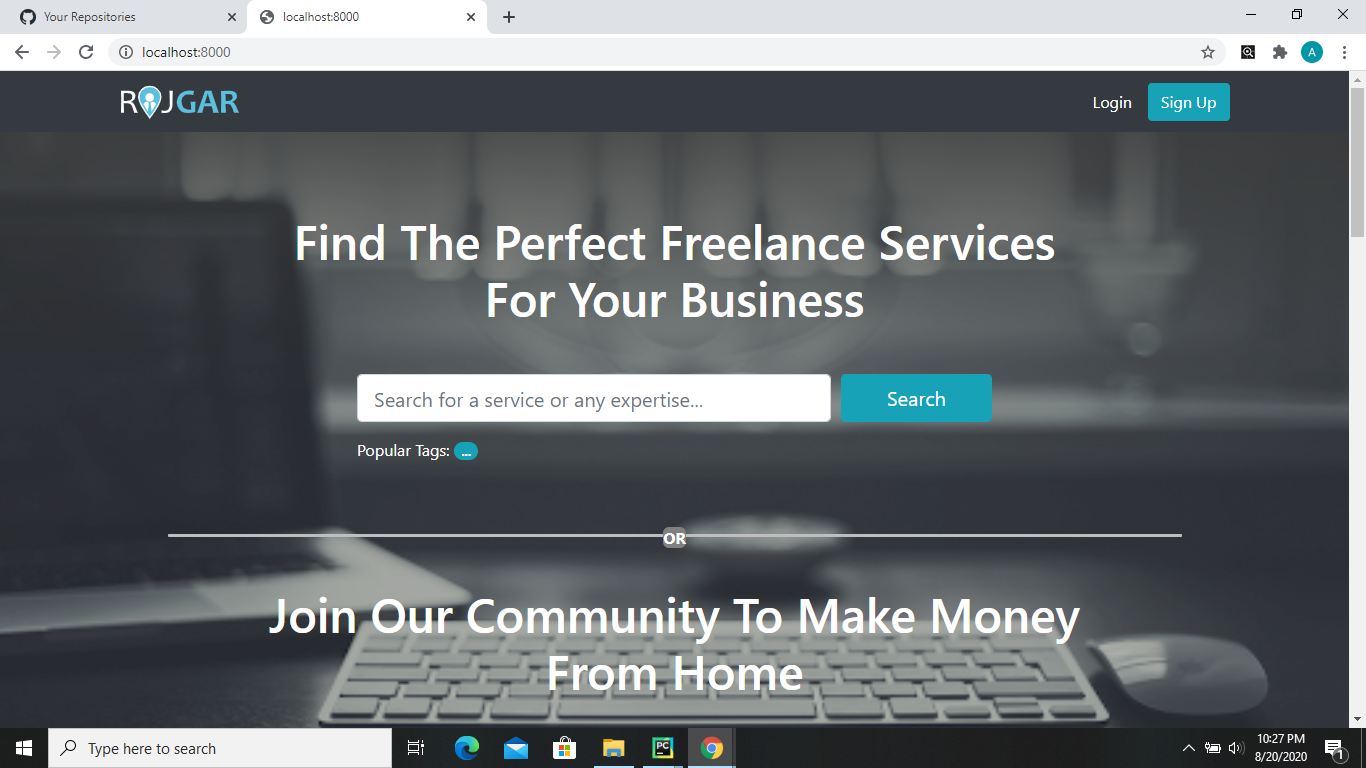 Your Repositories
localhost:8000
localhost:8000
A
ROJGAR
Login
Sign Up
Find The Perfect Freelance Services
For Your Business
Search for a service or any expertise...
Search
Popular Tags: ...
OR
Join Our Community To Make Money
From Home
Type here to search
PC
10:27 PM
8/20/2020
1